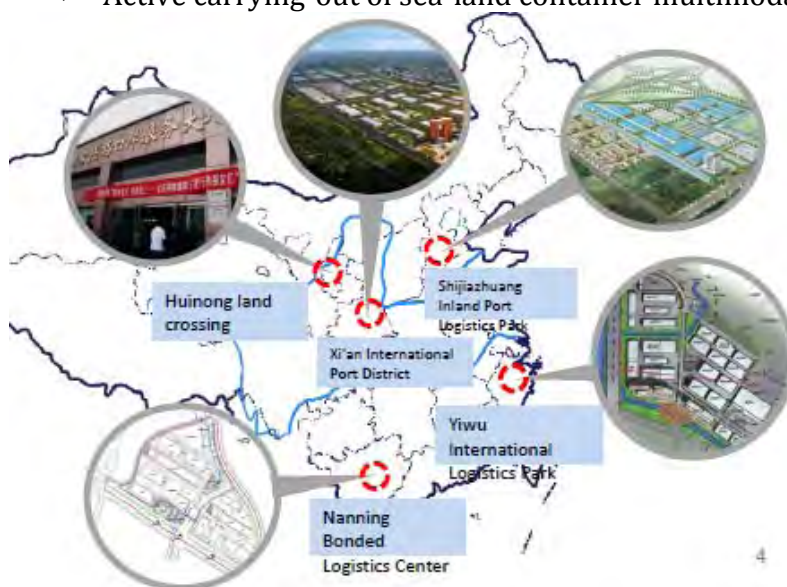 Active carrying-out of sea-land container multimoda
Huinong land
crossing
Shijiazhuang
Inland Port
Logistics Park
Xi'an International
Port District
Yiwu
International
Logistics Park
Nanning
Bonded
Logistics Center
4